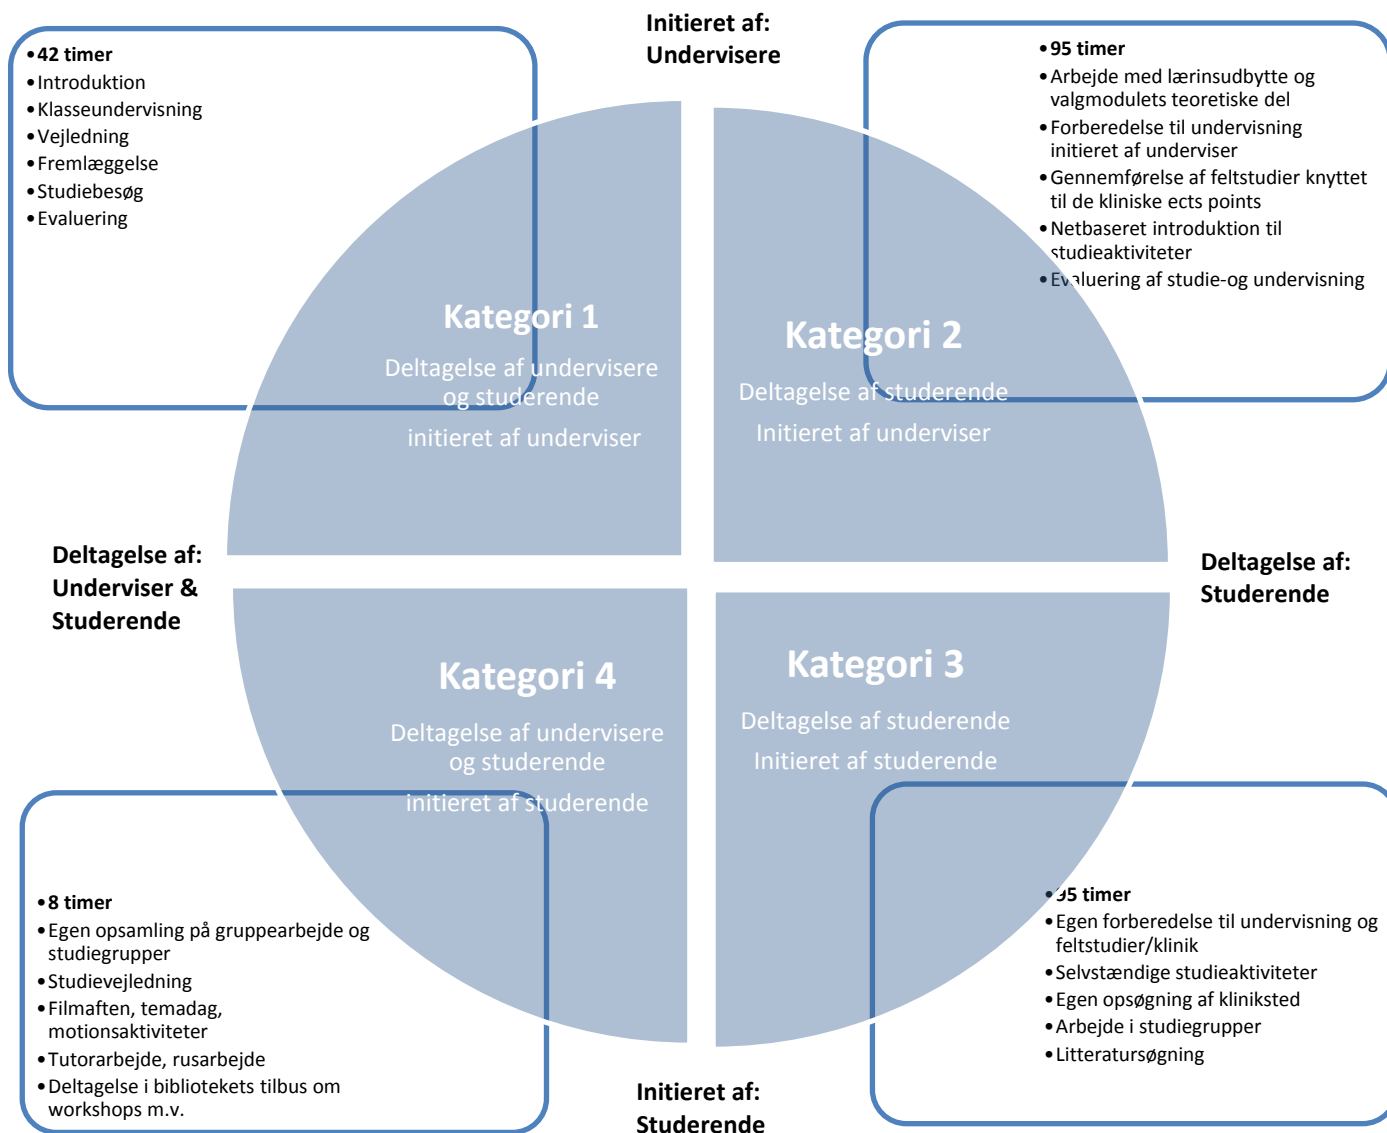 Initieret af:
Undervisere
•42 timer
•Introduktion
•Klasseundervisning
•Vejledning
•Fremlæggelse
•Studiebesøg
•Evaluering
•95 timer
•Arbejde med lærinsudbytte og
valgmodulets teoretiske del
•Forberedelse til undervisning
initieret af underviser
•Gennemførelse af feltstudier knyttet
til de kliniske ects points
•Netbaseret introduktion til
studieaktiviteter
•Evaluering af studie-og undervisning
Kategori 1
Deltagelse af undervisere
og studerende
initieret af underviser
Kategori 2
Deltagelse af studerende
Initieret af underviser
Deltagelse af:
Underviser &
Studerende
Deltagelse af:
Studerende
Kategori 4
Deltagelse af undervisere
og studerende
initieret af studerende
Kategori 3
Deltagelse af studerende
Initieret af studerende
•8 timer
•Egen opsamling på gruppearbejde og
studiegrupper
•Studievejledning
•Filmaften, temadag,
motionsaktiviteter
•Tutorarbejde, rusarbejde
•Deltagelse i bibliotekets tilbus om
workshops m.v.
•95 timer
•Egen forberedelse til undervisning og
feltstudier/klinik
•Selvstændige studieaktiviteter
•Egen opsøgning af kliniksted
•Arbejde i studiegrupper
•Litteratursøgning
Initieret af:
Studerende